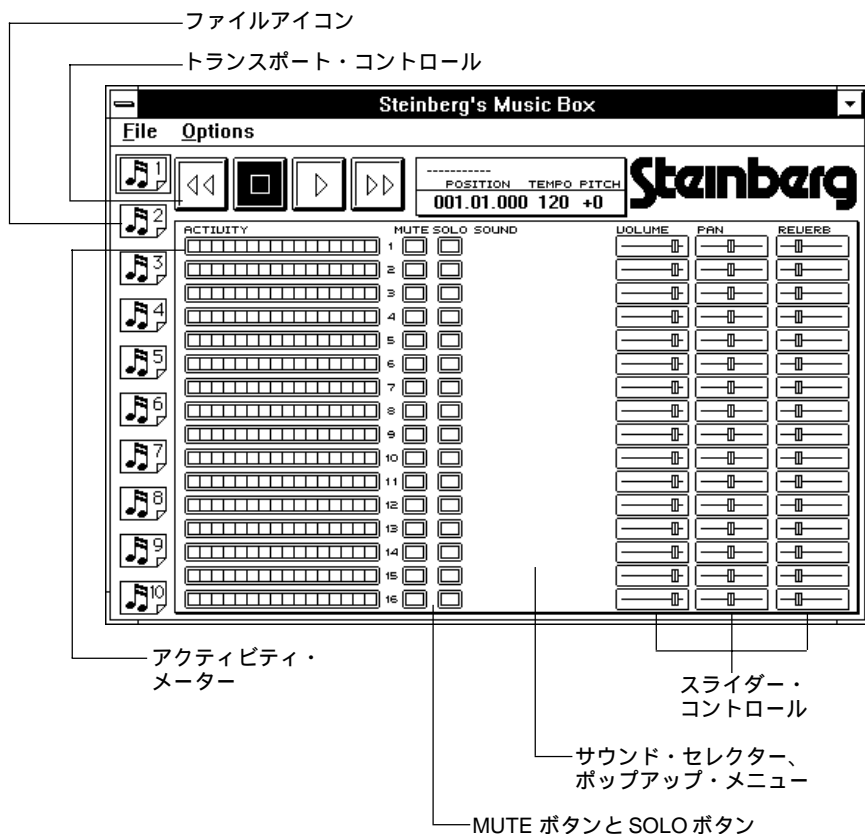 ファイルアイコン
トランスポート・コントロール
Steinberg's Music Box
File Options
1
2
3
4
5
6
7
8
9
10
-----------
POSITION TEMPO PITCH
001.01.000 120 +0
Steinberg
ACTIVITY MUTE SOLO SOUND VOLUME PAN REVERB
1
2
3
4
5
6
7
8
9
10
11
12
13
14
15
16
アクティビティ・
メーター
スライダー・
コントロール
サウンド・セレクター、
ポップアップ・メニュー
MUTE ボタンと SOLO ボタン